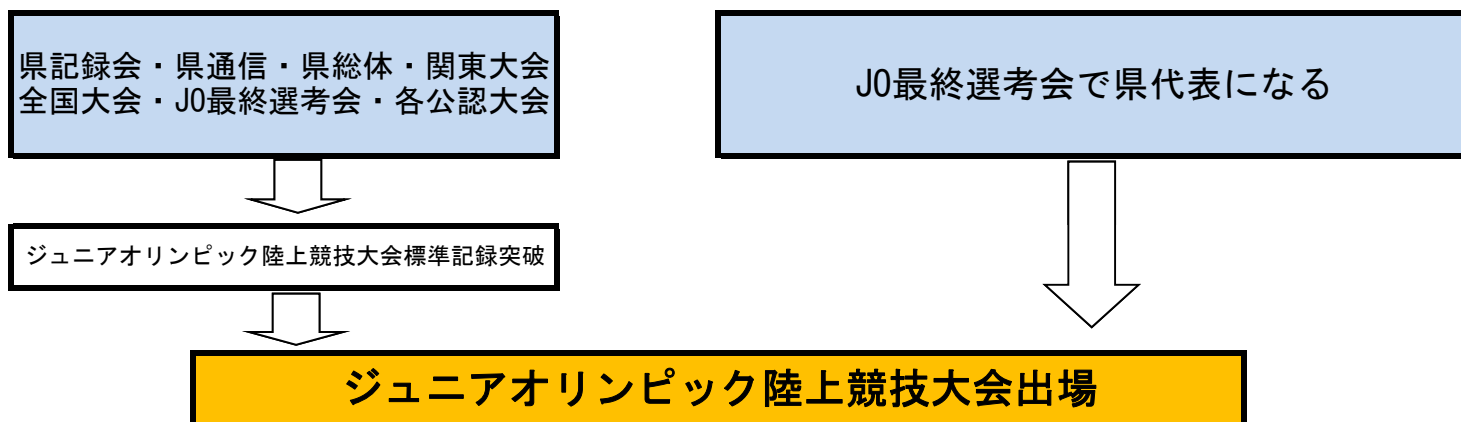 県記録会・県通信・県総体・関東大会
全国大会・JO最終選考会・各公認大会
JO最終選考会で県代表になる
ジュニアオリンピック陸上競技大会標準記録突破
ジュニアオリンピック陸上競技大会出場